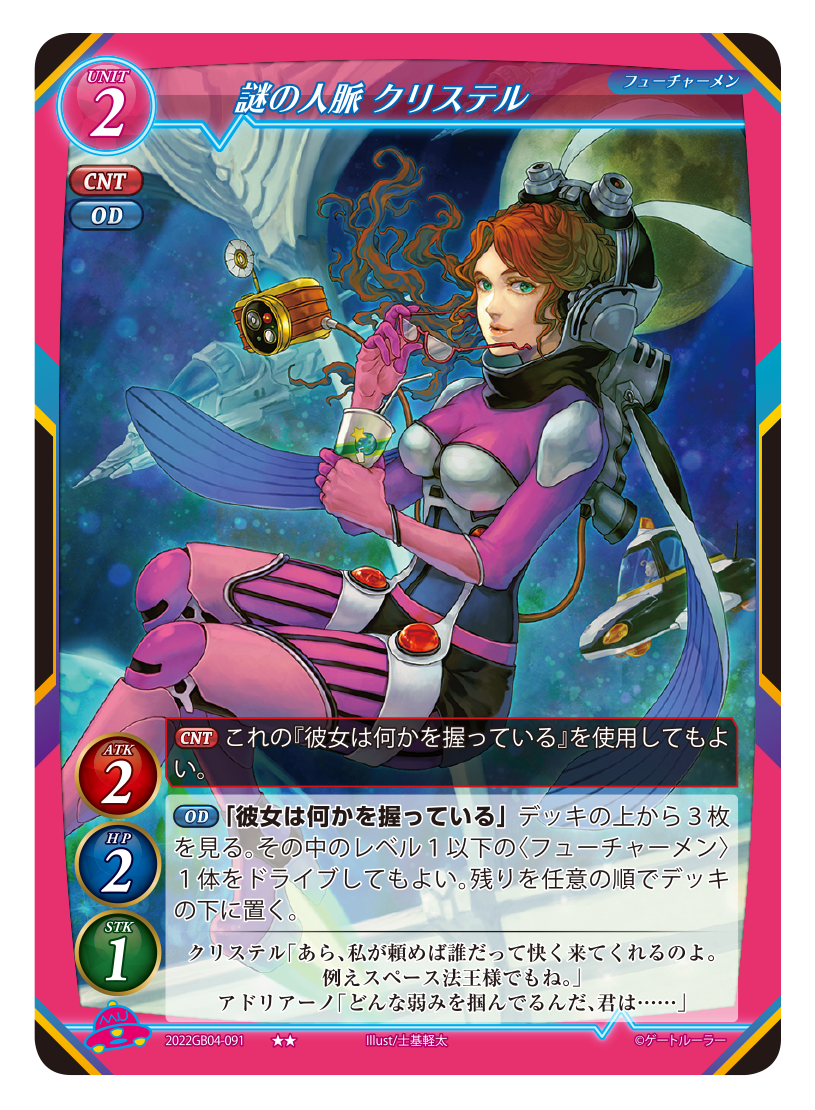 UNIT
2
謎の人脈 クリステル
フューチャーメン
CNT
OD
ATK
2
HP
2
STK
1
CNT これの『彼女は何かを握っている』を使用してもよ
い。
OD 「彼女は何かを握っている」 デッキの上から3枚
を見る。その中のレベル1以下の〈フューチャーメン〉
1体をドライブしてもよい。残りを任意の順でデッキ
の下に置く。
クリステル「あら、私が頼めば誰だって快く来てくれるのよ。
例えスペース法王様でもね。」
アドリアーノ「どんな弱みを掴んでるんだ、君は……」
2022GB04-091 ★★ Illust/士基軽太 ©ゲートルーラー